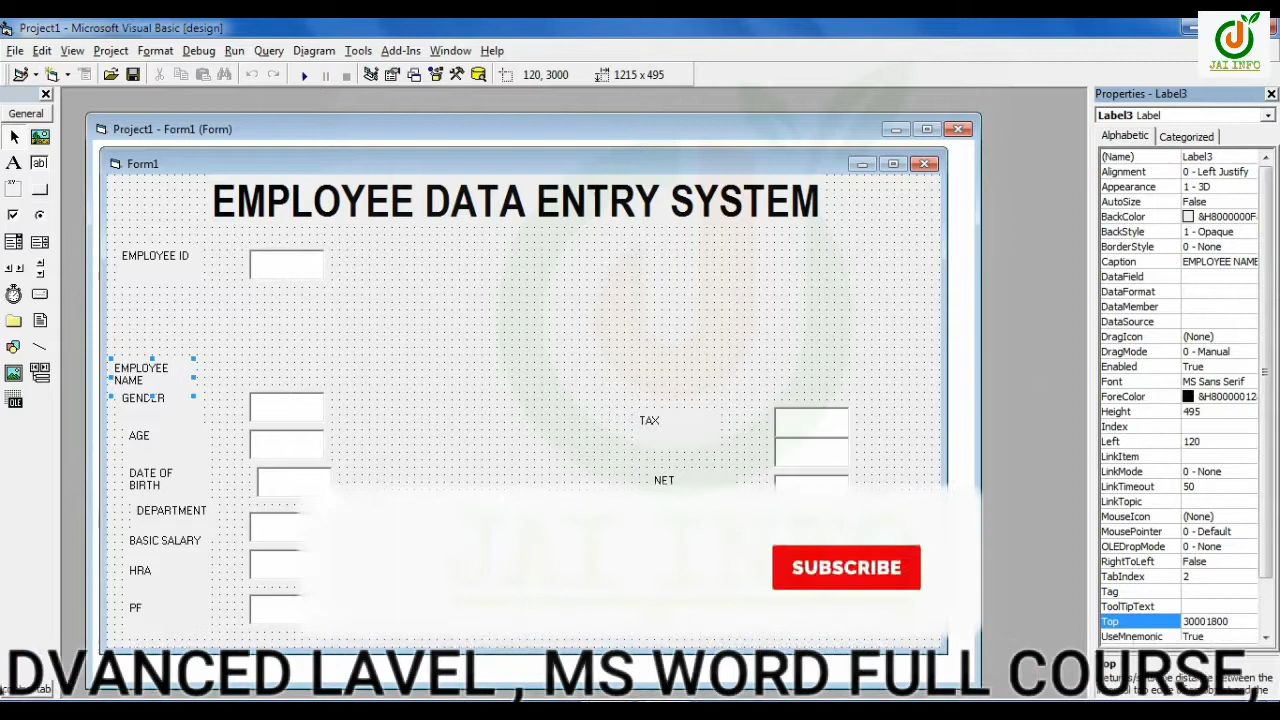 Project1 - Microsoft Visual Basic [design]
File Edit View Project Format Debug Run Query Diagram Tools Add-Ins Window Help
120, 3000 1215 x 495
JAI INFO
General
Project1 - Form1 (Form)
Form1
EMPLOYEE DATA ENTRY SYSTEM
EMPLOYEE ID
EMPLOYEE
NAME
GENDER
AGE
DATE OF
BIRTH
DEPARTMENT
BASIC SALARY
HRA
PF
TAX
NET
SUBSCRIBE
Properties - Label3
Label3 Label
Alphabetic Categorized
(Name) Label3
Alignment 0 - Left Justify
Appearance 1 - 3D
AutoSize False
BackColor &H8000000F
BackStyle 1 - Opaque
BorderStyle 0 - None
Caption EMPLOYEE NAME
DataField
DataFormat
DataMember
DataSource
DragIcon (None)
DragMode 0 - Manual
Enabled True
Font MS Sans Serif
ForeColor &H80000012
Height 495
Index
Left 120
LinkItem
LinkMode 0 - None
LinkTimeout 50
LinkTopic
MouseIcon (None)
MousePointer 0 - Default
OLEDropMode 0 - None
RightToLeft False
TabIndex 2
Tag
ToolTipText
Top 30001800
UseMnemonic True
DVANCED LAVEL , MS WORD FULL COURSE,